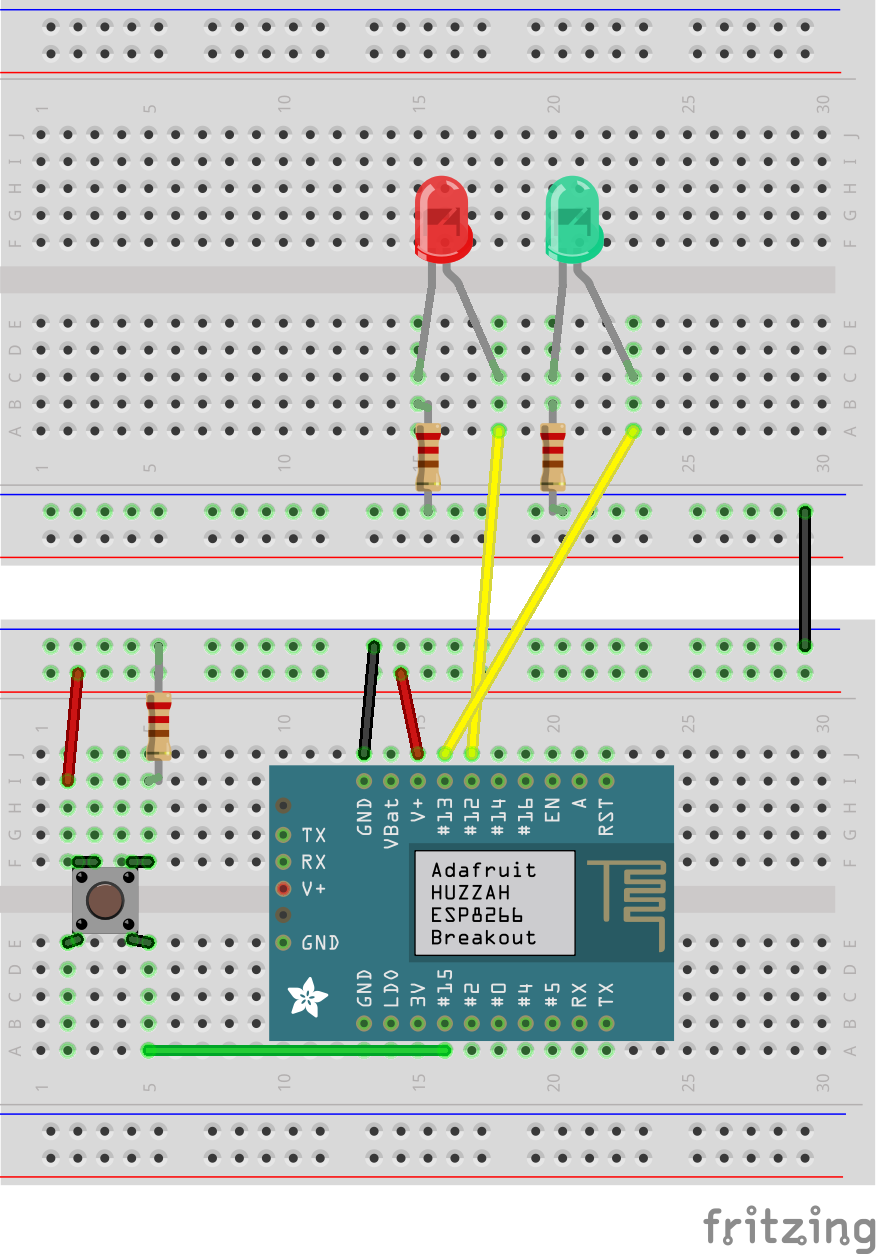 1 5 10 15 20 25 30
J J
I I
H H
G G
F F
E E
D D
C C
B B
A A
1 5 10 15 20 25 30
1 5 10 15 20 25 30
J J
I I
H H
G G
F F
GND VBat V+ #13 #12 #14 #16 EN A RST
TX
RX
V+
GND
Adafruit
HUZZAH
ESP8266
Breakout
E E
D D
C C
B B
A A
GND LDO 3V #15 #2 #0 #4 #5 RX TX
1 5 10 15 20 25 30
fritzing